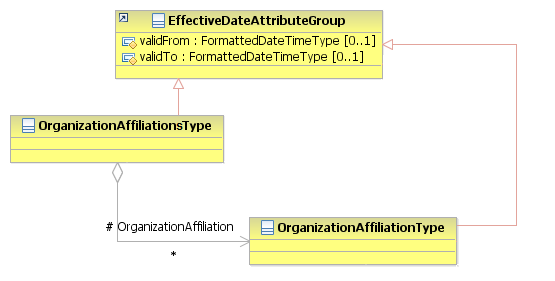 EffectiveDateAttributeGroup
validFrom : FormattedDateTimeType [0..1]
validTo : FormattedDateTimeType [0..1]
OrganizationAffiliationsType
# OrganizationAffiliation
*
OrganizationAffiliationType